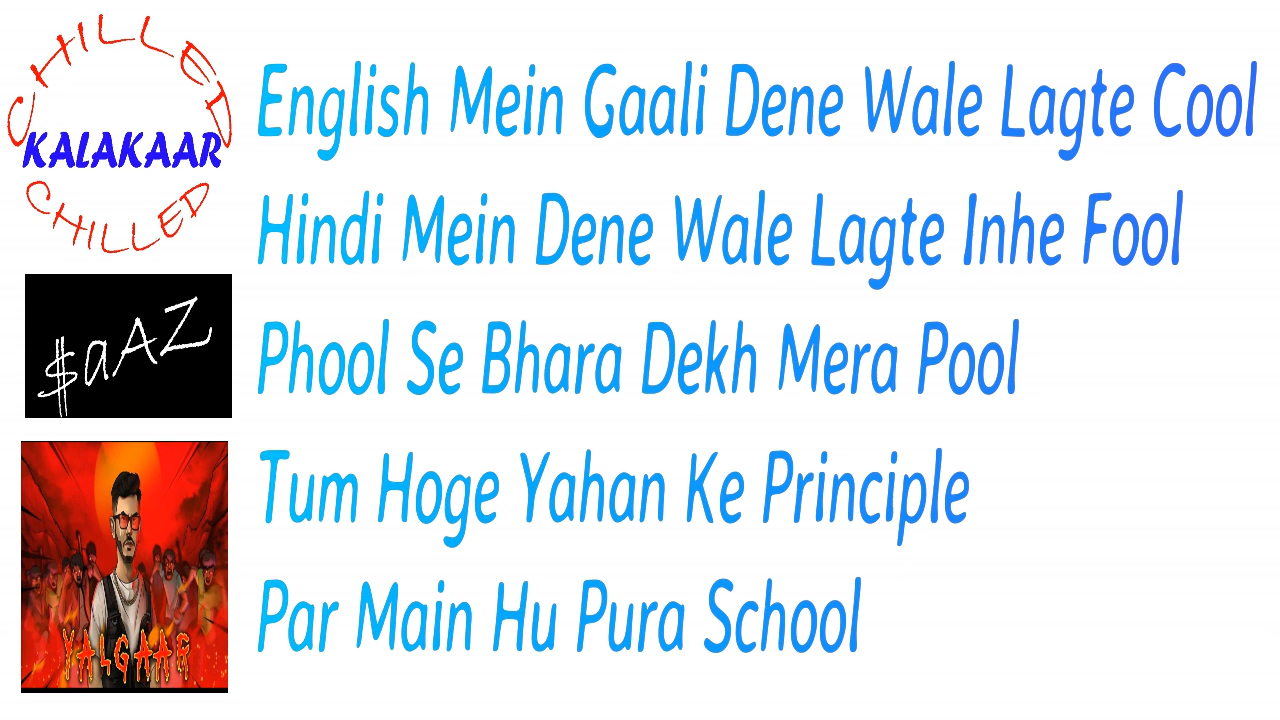 CHILLED
KALAKAAR
CHILLED
$aAZ
YALGAAR
English Mein Gaali Dene Wale Lagte Cool
Hindi Mein Dene Wale Lagte Inhe Fool
Phool Se Bhara Dekh Mera Pool
Tum Hoge Yahan Ke Principle
Par Main Hu Pura School